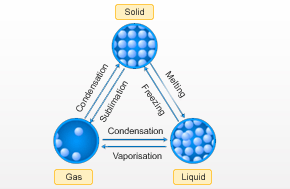 Solid
Condensation
Sublimation
Melting
Freezing
Condensation
Vaporisation
Gas
Liquid